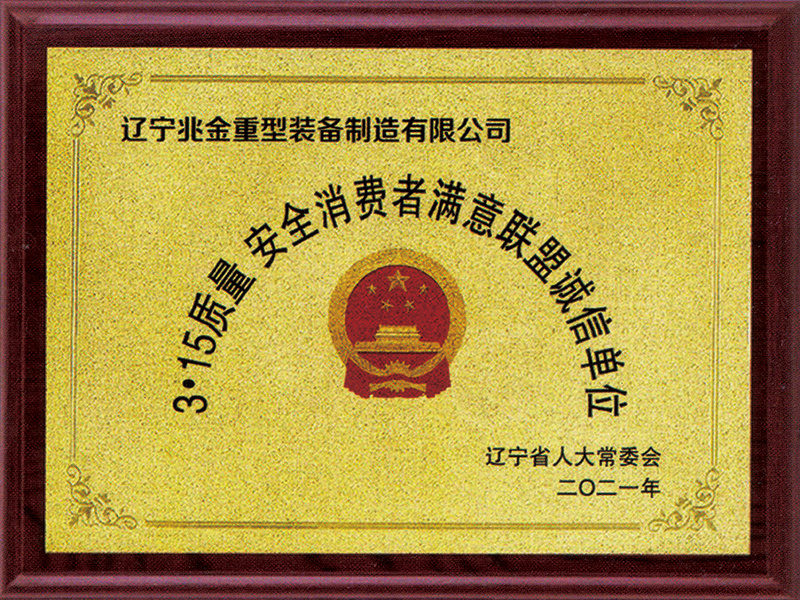 辽宁兆金重型装备制造有限公司
3·15质量 安全消费者满意联盟诚信单位
辽宁省人大常委会
二〇二一年